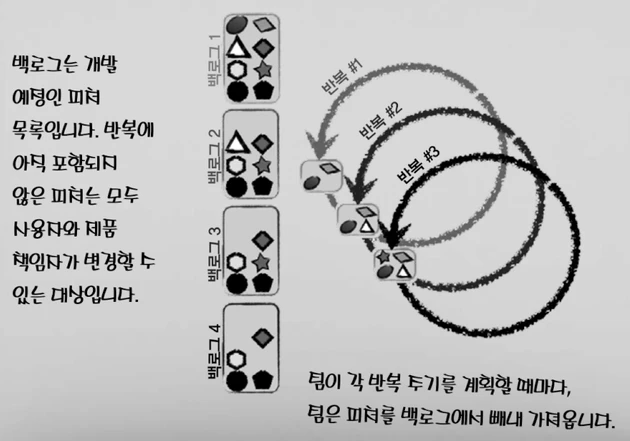 백로그는 개발
예정인 피쳐
목록입니다. 반복에
아직 포함되지
않은 피쳐는 모두
사용자와 제품
책임자가 변경할 수
있는 대상입니다.
백로그 1
백로그 2
백로그 3
백로그 4
반복 #1
반복 #2
반복 #3
팀이 각 반복 주기를 계획할 때마다,
팀은 피쳐를 백로그에서 빼내 가져옵니다.